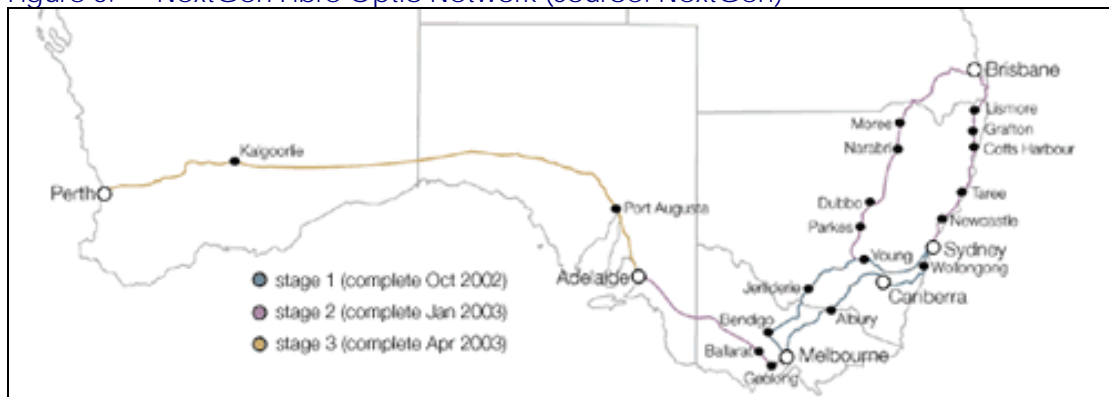 NextGen Fibre Optic Network (Source: NextGen)
Brisbane
Lismore
Moree
Grafton
Narabri
Coffs Harbour
Kalgoorlie
Perth
Dubbo
Taree
Port Augusta
Parkes
Newcastle
Young
Sydney
Wollongong
Adelaide
stage 1 (complete Oct 2002)
Jerilderie
Canberra
stage 2 (complete Jan 2003)
Bendigo
Albury
stage 3 (complete Apr 2003)
Ballarat
Melbourne
Geelong